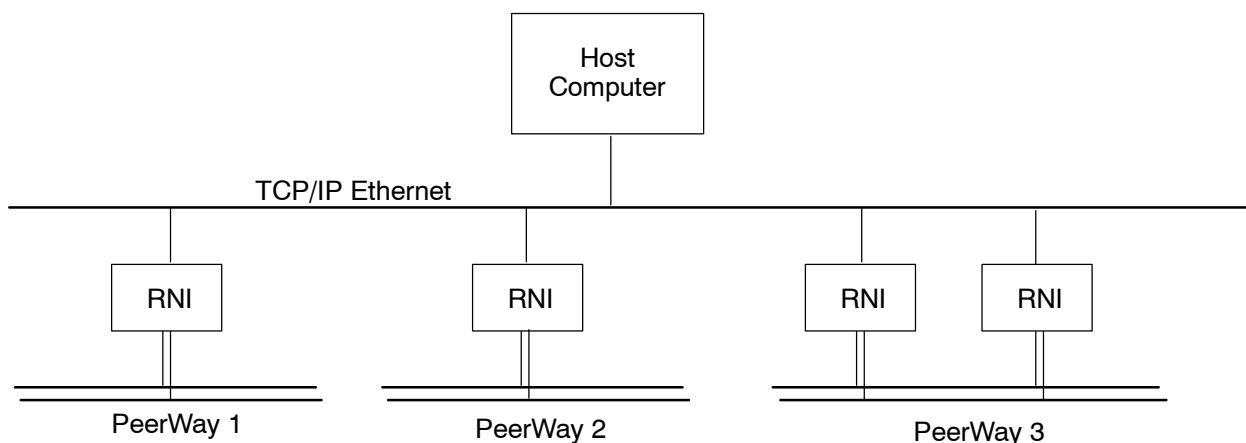 Host
Computer
TCP/IP Ethernet
RNI
RNI
RNI
RNI
PeerWay 1
PeerWay 2
PeerWay 3